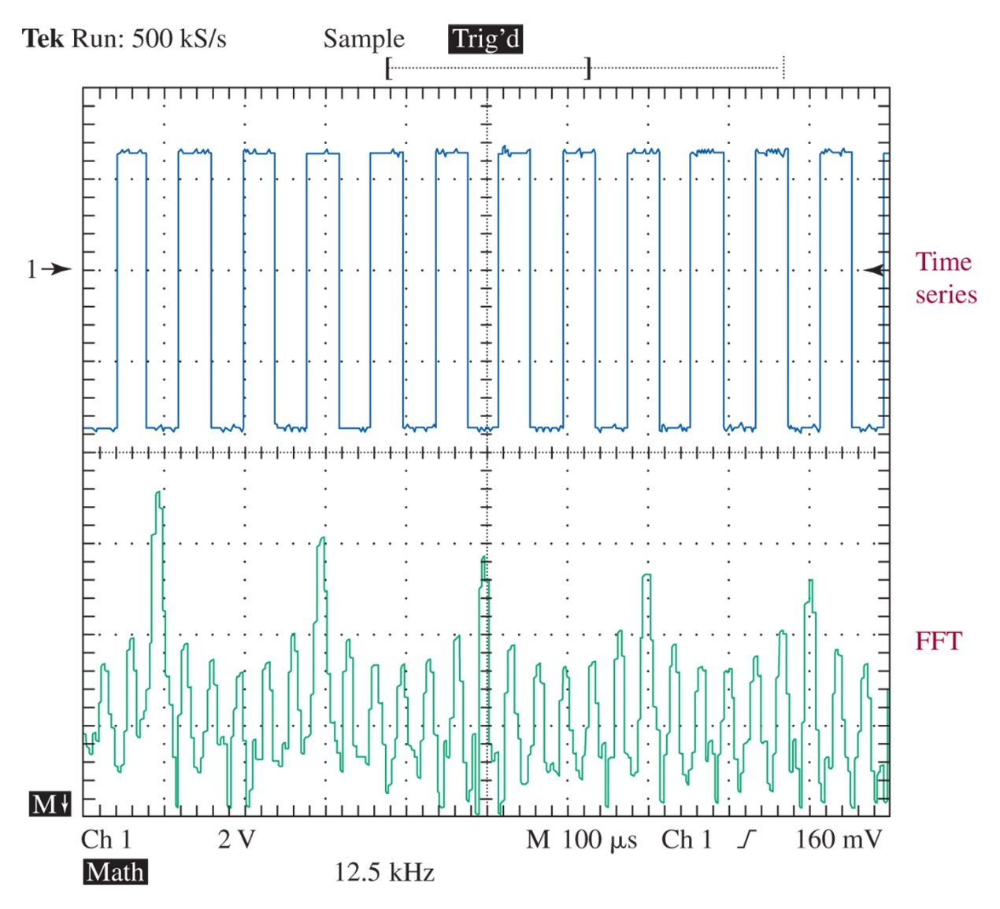 Tek Run: 500 kS/s Sample Trig'd
1
Time
series
FFT
M
Ch 1 2 V M 100 μs Ch 1 160 mV
Math 12.5 kHz